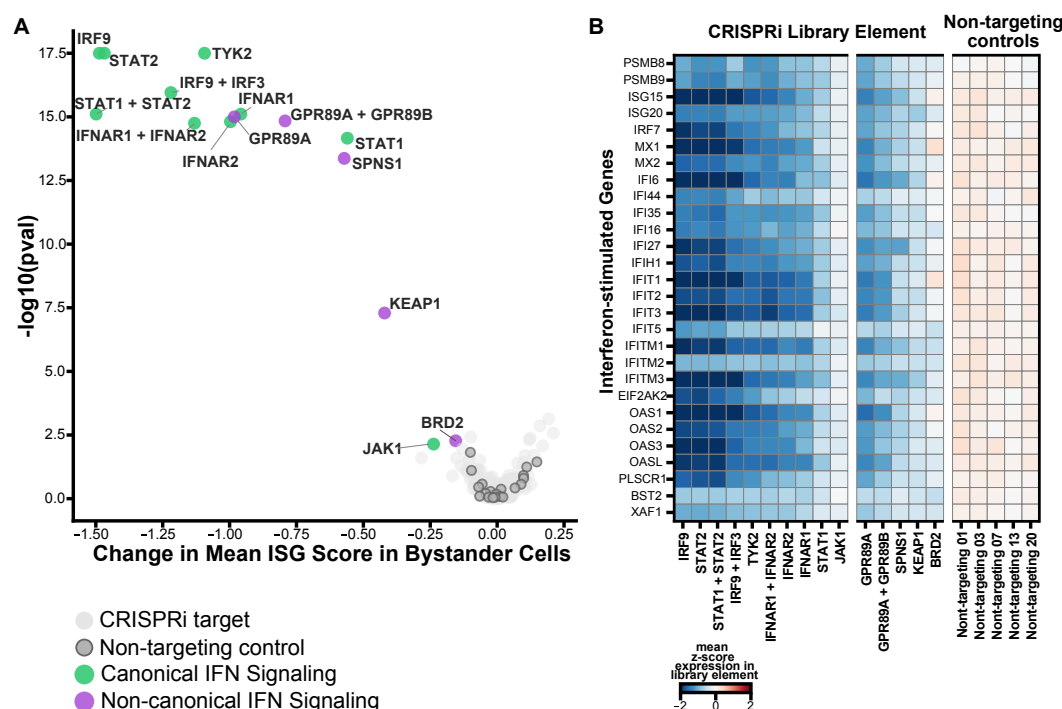 A
IRF9
17.5
STAT2
TYK2
IRF9 + IRF3
STAT1 + STAT2
IFNAR1
15.0
GPR89A + GPR89B
IFNAR1 + IFNAR2
GPR89A
STAT1
IFNAR2
SPNS1
12.5
10.0
7.5
KEAP1
5.0
2.5
BRD2
JAK1
0.0
-log10(pval)
−1.50 −1.25 −1.00 −0.75 −0.50 −0.25 0.00 0.25
Change in Mean ISG Score in Bystander Cells
CRISPRi target
Non-targeting control
Canonical IFN Signaling
Non-canonical IFN Signaling
B
CRISPRi Library Element
Non-targeting
controls
Interferon-stimulated Genes
PSMB8
PSMB9
ISG15
ISG20
IRF7
MX1
MX2
IFI6
IFI44
IFI35
IFI16
IFI27
IFIH1
IFIT1
IFIT2
IFIT3
IFIT5
IFITM1
IFITM2
IFITM3
EIF2AK2
OAS1
OAS2
OAS3
OASL
PLSCR1
BST2
XAF1
IRF9
STAT2
STAT1 + STAT2
IRF9 + IRF3
TYK2
IFNAR1 + IFNAR2
IFNAR2
IFNAR1
STAT1
JAK1
GPR89A
GPR89A + GPR89B
SPNS1
KEAP1
BRD2
Nont-targeting 01
Nont-targeting 03
Nont-targeting 07
Nont-targeting 13
Nont-targeting 20
mean
z-score
expression in
library element
−2 0 2